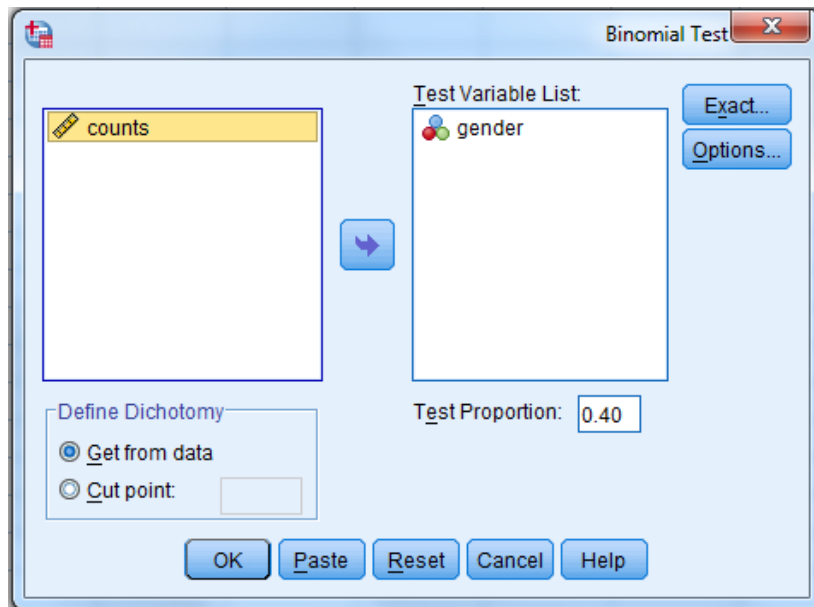 Binomial Test
X
counts
Test Variable List:
gender
Exact...
Options...
Define Dichotomy
Get from data
Cut point:
Test Proportion: 0.40
OK Paste Reset Cancel Help